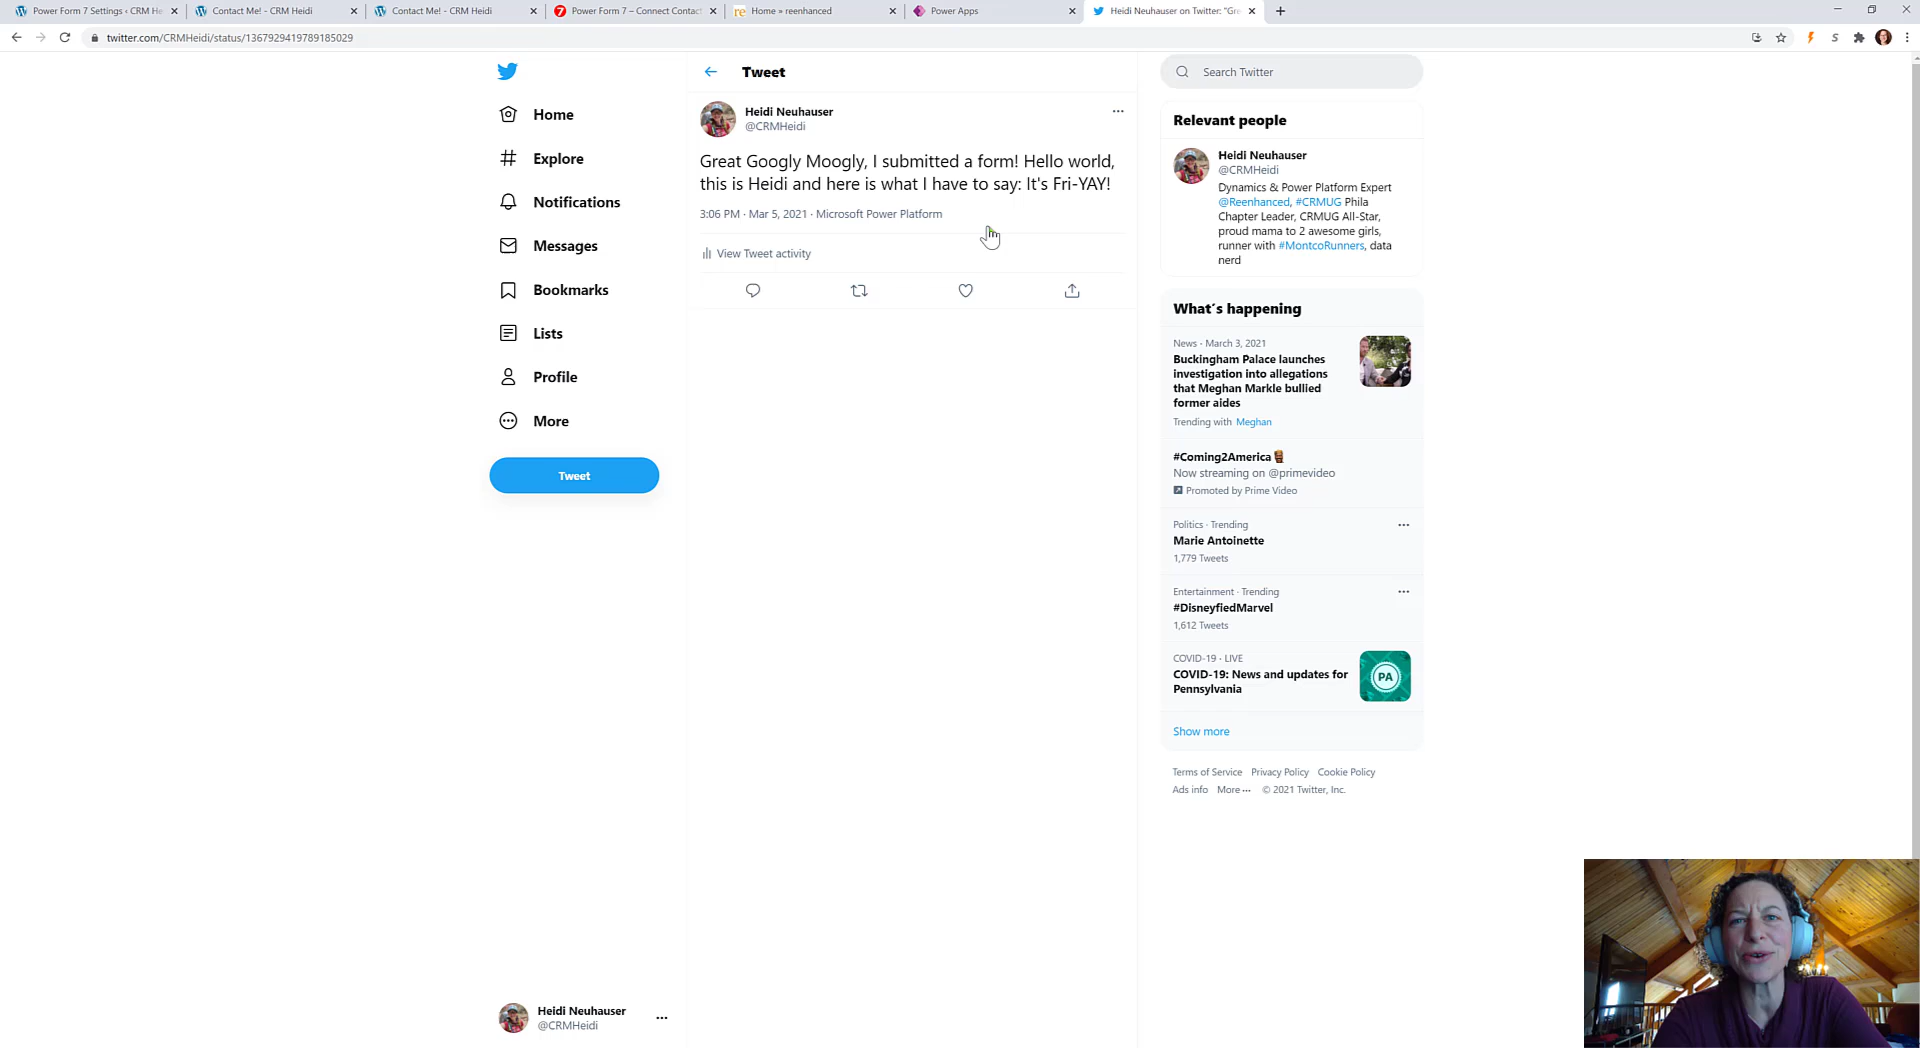 Power Form 7 Settings ‹ CRM He
Contact Me! - CRM Heidi
Contact Me! - CRM Heidi
Power Form 7 – Connect Contac
Home » reenhanced
Power Apps
Heidi Neuhauser on Twitter: "Gre
twitter.com/CRMHeidi/status/1367929419789185029
Home
Explore
Notifications
Messages
Bookmarks
Lists
Profile
More
Tweet
Heidi Neuhauser
@CRMHeidi
Tweet
Heidi Neuhauser
@CRMHeidi
Great Googly Moogly, I submitted a form! Hello world,
this is Heidi and here is what I have to say: It's Fri-YAY!
3:06 PM · Mar 5, 2021 · Microsoft Power Platform
View Tweet activity
Search Twitter
Relevant people
Heidi Neuhauser
@CRMHeidi
Dynamics & Power Platform Expert
@Reenhanced, #CRMUG Phila
Chapter Leader, CRMUG All-Star,
proud mama to 2 awesome girls,
runner with #MontcoRunners, data
nerd
What's happening
News · March 3, 2021
Buckingham Palace launches
investigation into allegations
that Meghan Markle bullied
former aides
Trending with Meghan
#Coming2America
Now streaming on @primevideo
Promoted by Prime Video
Politics · Trending
Marie Antoinette
1,779 Tweets
Entertainment · Trending
#DisneyfiedMarvel
1,612 Tweets
COVID-19 · LIVE
COVID-19: News and updates for
Pennsylvania
PA
Show more
Terms of Service Privacy Policy Cookie Policy
Ads info More ··· © 2021 Twitter, Inc.